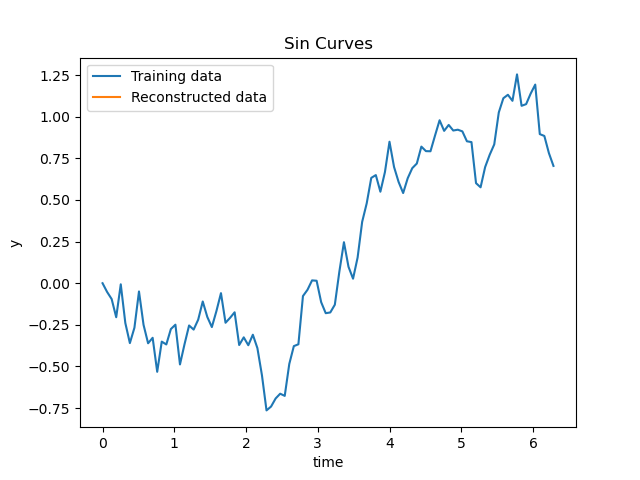 Sin Curves
Training data
Reconstructed data
1.25
1.00
0.75
0.50
0.25
0.00
−0.25
−0.50
−0.75
y
0 1 2 3 4 5 6
time